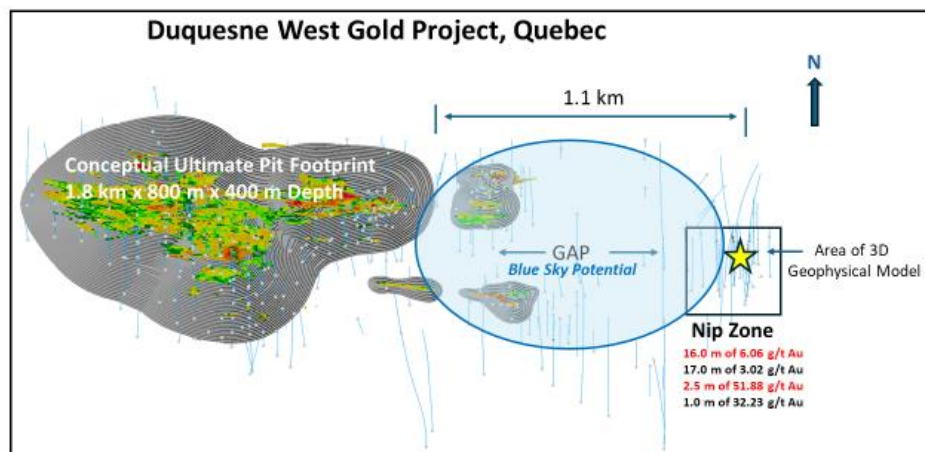 Duquesne West Gold Project, Quebec
N
1.1 km
Conceptual Ultimate Pit Footprint
1.8 km x 800 m x 400 m Depth
GAP
Blue Sky Potential
Area of 3D
Geophysical Model
Nip Zone
16.0 m of 6.06 g/t Au
17.0 m of 3.02 g/t Au
2.5 m of 51.88 g/t Au
1.0 m of 32.23 g/t Au